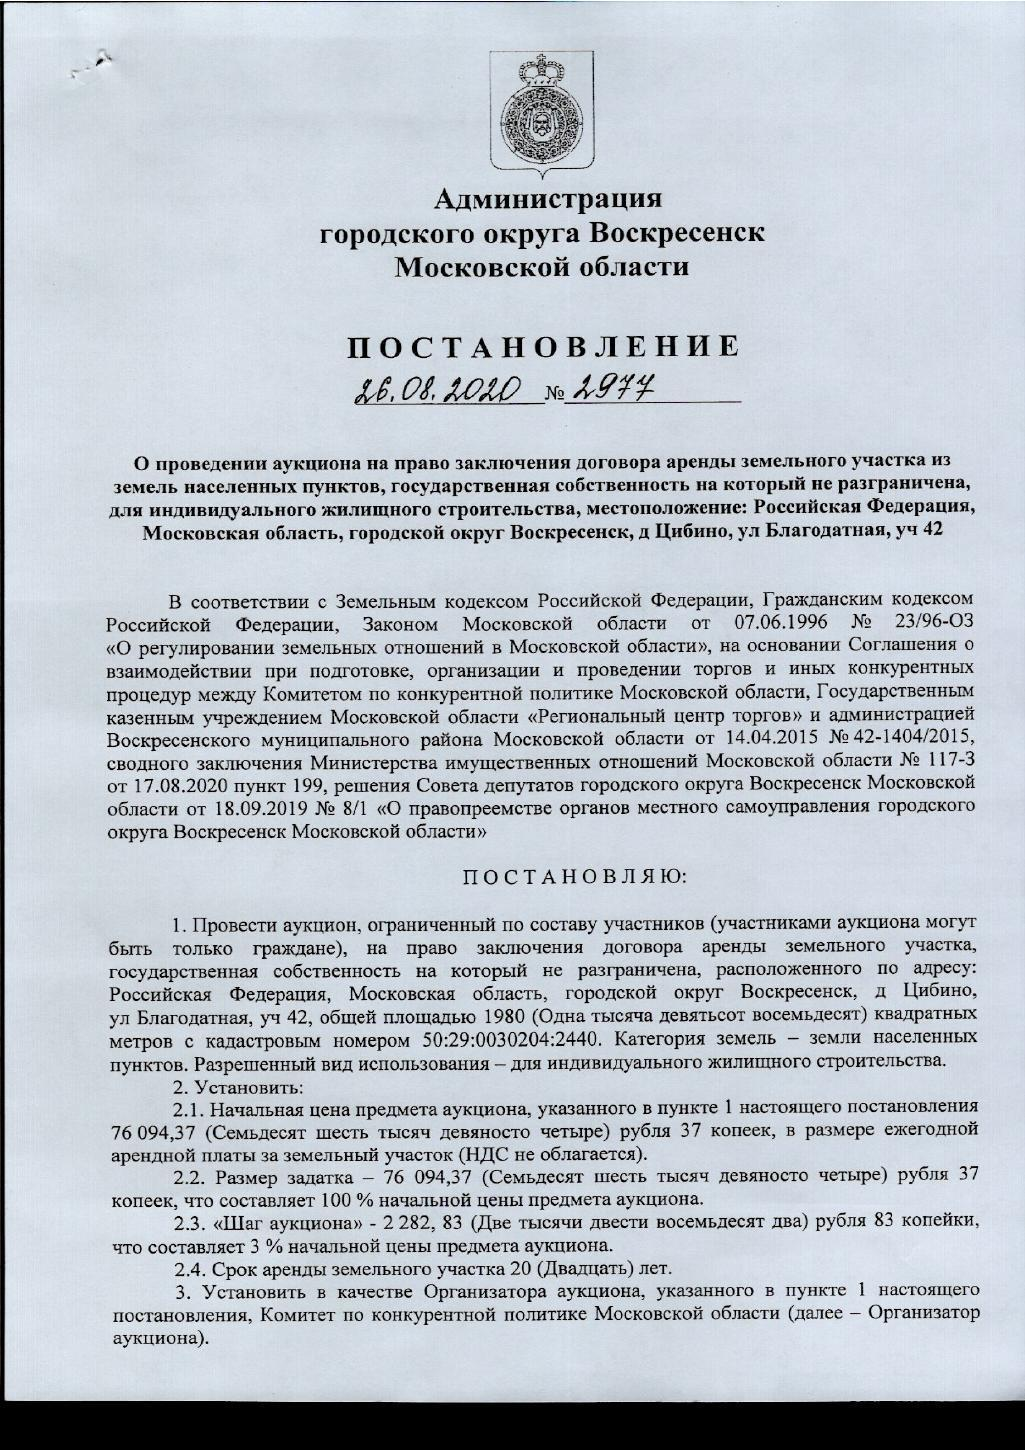 Администрация
городского округа Воскресенск
Московской области
ПОСТАНОВЛЕНИЕ
26.08.2020 № 2977
О проведении аукциона на право заключения договора аренды земельного участка из
земель населенных пунктов, государственная собственность на который не разграничена,
для индивидуального жилищного строительства, местоположение: Российская Федерация,
Московская область, городской округ Воскресенск, д Цибино, ул Благодатная, уч 42
В соответствии с Земельным кодексом Российской Федерации, Гражданским кодексом
Российской Федерации, Законом Московской области от 07.06.1996 № 23/96-ОЗ
«О регулировании земельных отношений в Московской области», на основании Соглашения о
взаимодействии при подготовке, организации и проведении торгов и иных конкурентных
процедур между Комитетом по конкурентной политике Московской области, Государственным
казенным учреждением Московской области «Региональный центр торгов» и администрацией
Воскресенского муниципального района Московской области от 14.04.2015 № 42-1404/2015,
сводного заключения Министерства имущественных отношений Московской области № 117-З
от 17.08.2020 пункт 199, решения Совета депутатов городского округа Воскресенск Московской
области от 18.09.2019 № 8/1 «О правопреемстве органов местного самоуправления городского
округа Воскресенск Московской области»
ПОСТАНОВЛЯЮ:
1. Провести аукцион, ограниченный по составу участников (участниками аукциона могут
быть только граждане), на право заключения договора аренды земельного участка,
государственная собственность на который не разграничена, расположенного по адресу:
Российская Федерация, Московская область, городской округ Воскресенск, д Цибино,
ул Благодатная, уч 42, общей площадью 1980 (Одна тысяча девятьсот восемьдесят) квадратных
метров с кадастровым номером 50:29:0030204:2440. Категория земель – земли населенных
пунктов. Разрешенный вид использования – для индивидуального жилищного строительства.
2. Установить:
2.1. Начальная цена предмета аукциона, указанного в пункте 1 настоящего постановления
76 094,37 (Семьдесят шесть тысяч девяносто четыре) рубля 37 копеек, в размере ежегодной
арендной платы за земельный участок (НДС не облагается).
2.2. Размер задатка – 76 094,37 (Семьдесят шесть тысяч девяносто четыре) рубля 37
копеек, что составляет 100 % начальной цены предмета аукциона.
2.3. «Шаг аукциона» - 2 282, 83 (Две тысячи двести восемьдесят два) рубля 83 копейки,
что составляет 3 % начальной цены предмета аукциона.
2.4. Срок аренды земельного участка 20 (Двадцать) лет.
3. Установить в качестве Организатора аукциона, указанного в пункте 1 настоящего
постановления, Комитет по конкурентной политике Московской области (далее – Организатор
аукциона).